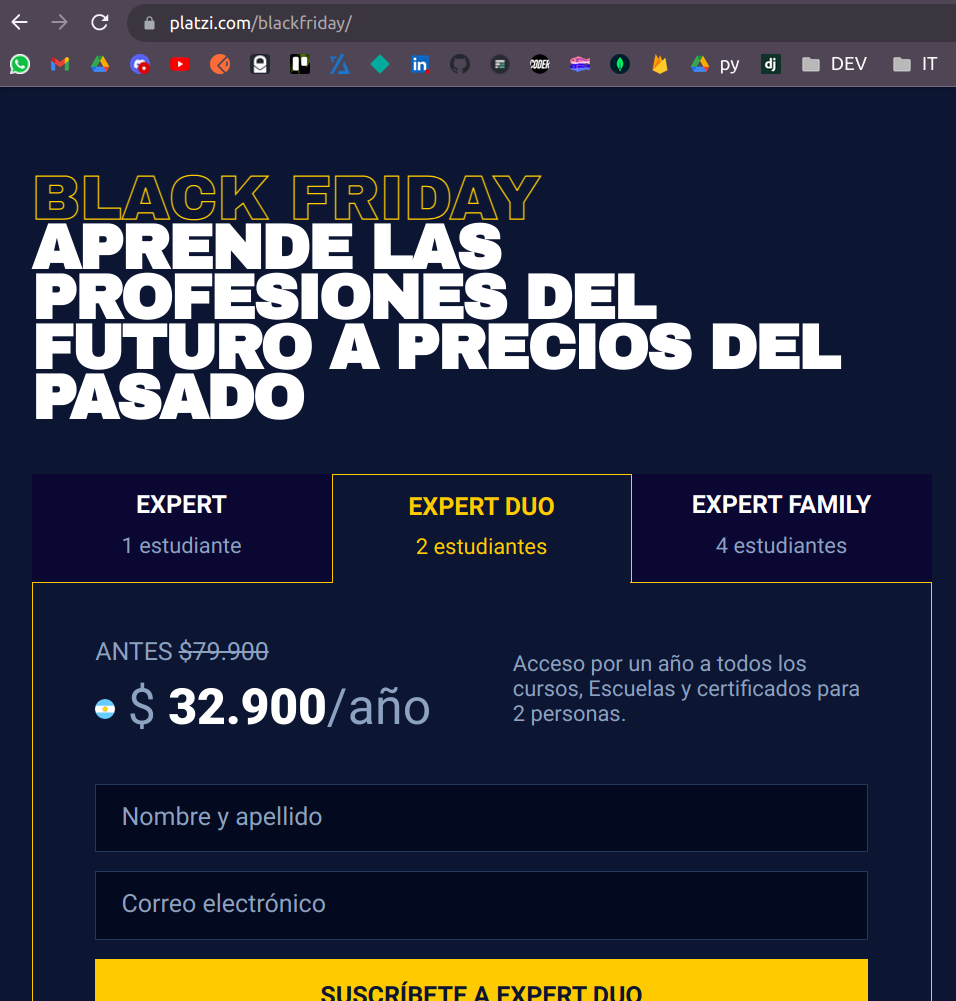 platzi.com/blackfriday/
CODER
py
dj
DEV
IT
BLACK FRIDAY
APRENDE LAS
PROFESIONES DEL
FUTURO A PRECIOS DEL
PASADO
EXPERT
1 estudiante
EXPERT DUO
2 estudiantes
EXPERT FAMILY
4 estudiantes
ANTES $79.900
$ 32.900/año
Acceso por un año a todos los
cursos, Escuelas y certificados para
2 personas.
Nombre y apellido
Correo electrónico
SUSCRÍBETE A EXPERT DUO